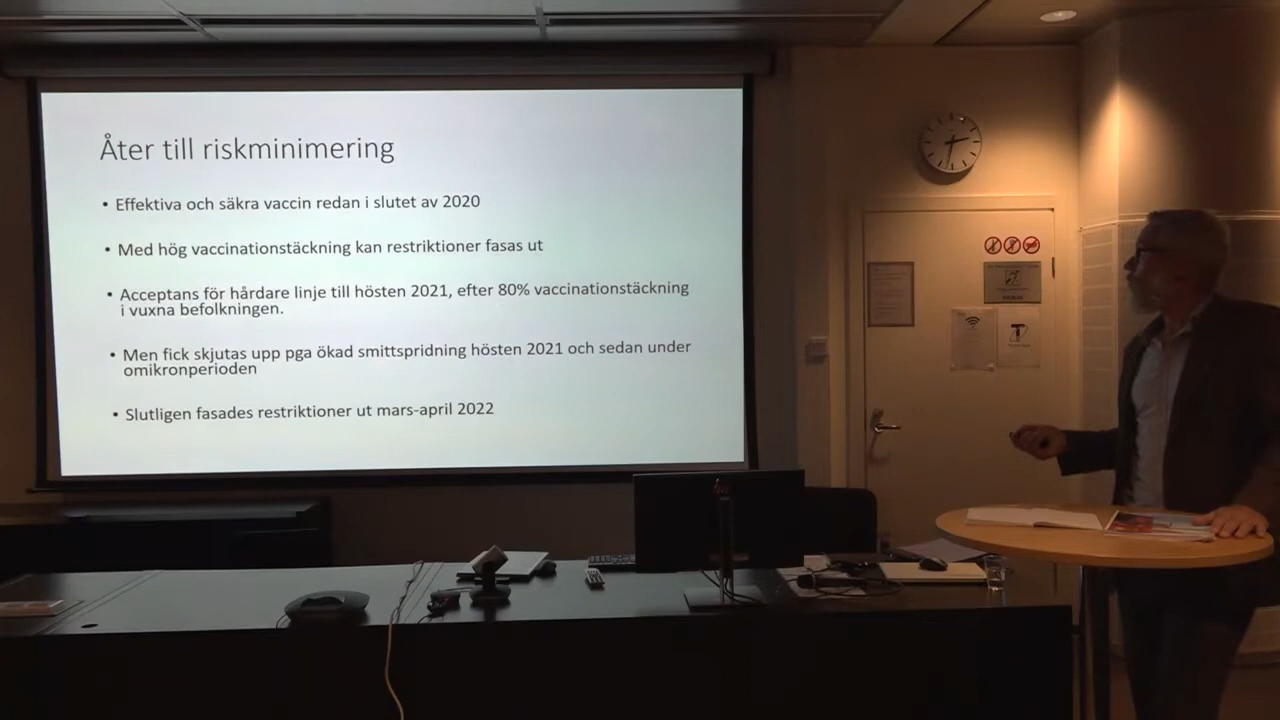 Åter till riskminimering
• Effektiva och säkra vaccin redan i slutet av 2020
• Med hög vaccinationstäckning kan restriktioner fasas ut
• Acceptans för hårdare linje till hösten 2021, efter 80% vaccinationstäckning
i vuxna befolkningen.
• Men fick skjutas upp pga ökad smittspridning hösten 2021 och sedan under
omikronperioden
• Slutligen fasades restriktioner ut mars-april 2022